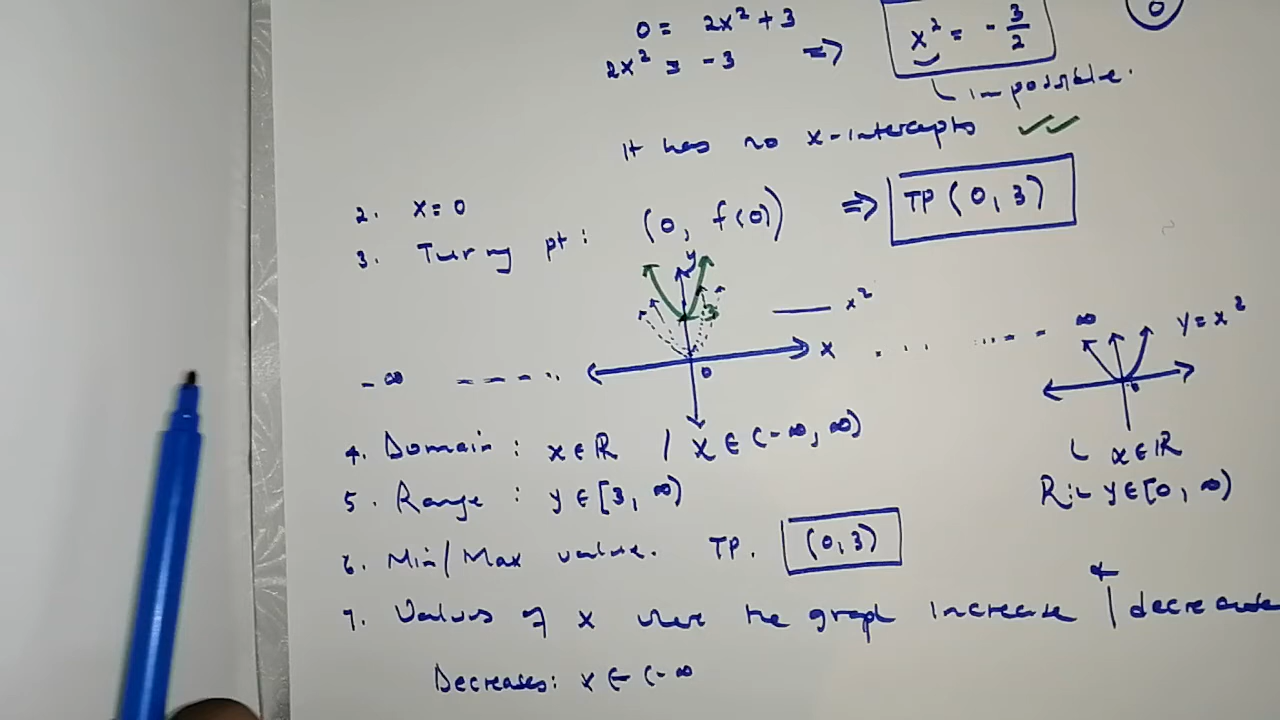 0 = 2x² + 3
2x² = -3 => x² = -3/2
0
impossible.
It has no x-intercepts ✓✓
2. x = 0
3. Turning pt: (0, f(0)) => TP (0, 3)
y
3
x²
x
0
-∞ ---- .. . ... ....- - ∞
y = x²
0
4. Domain : x ∈ ℝ / x ∈ (-∞, ∞)
x ∈ ℝ
5. Range : y ∈ [3, ∞)
R: y ∈ [0, ∞)
6. Min/Max value. TP. (0, 3)
7. Values of x where the graph increase / decrease
Decreases: x ∈ (-∞